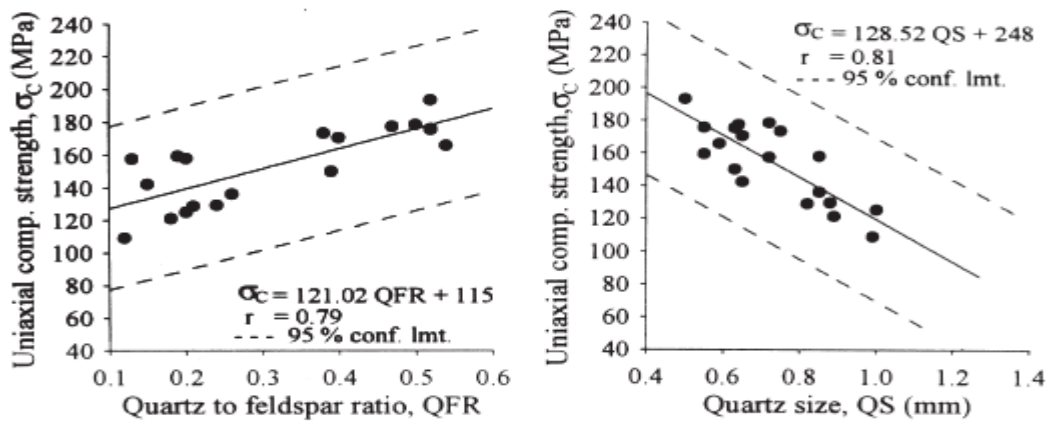 Uniaxial comp. strength,σC (MPa)
240
220
200
180
160
140
120
100
80
60
40
σC = 121.02 QFR + 115
r = 0.79
--- 95 % conf. lmt.
0.1 0.2 0.3 0.4 0.5 0.6
Quartz to feldspar ratio, QFR
Uniaxial comp. strength,σC (MPa)
240
220
200
180
160
140
120
100
80
60
40
σC = 128.52 QS + 248
r = 0.81
--- 95 % conf. lmt.
0.4 0.6 0.8 1.0 1.2 1.4
Quartz size, QS (mm)